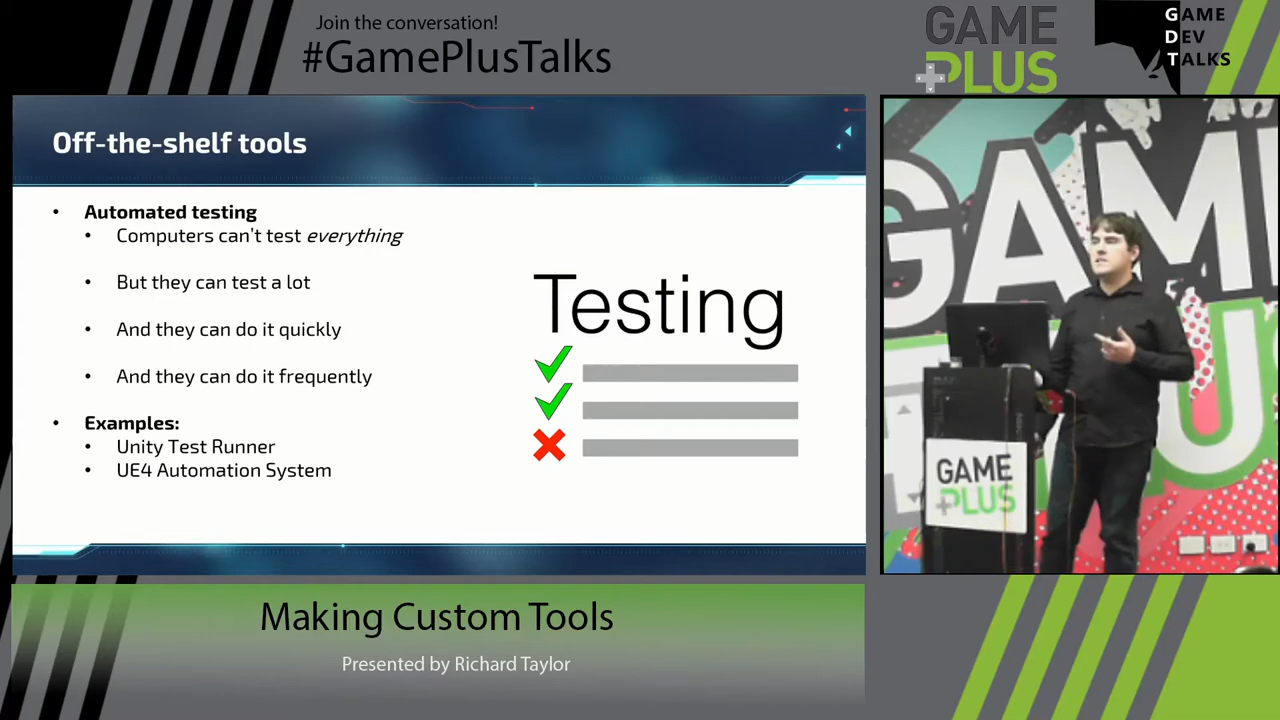 Join the conversation!
#GamePlusTalks
GAME
PLUS
GAME
DEV
TALKS
Off-the-shelf tools
• Automated testing
• Computers can't test everything
• But they can test a lot
• And they can do it quickly
• And they can do it frequently
• Examples:
• Unity Test Runner
• UE4 Automation System
Testing
GAM
GAME
PLUS
Making Custom Tools
Presented by Richard Taylor